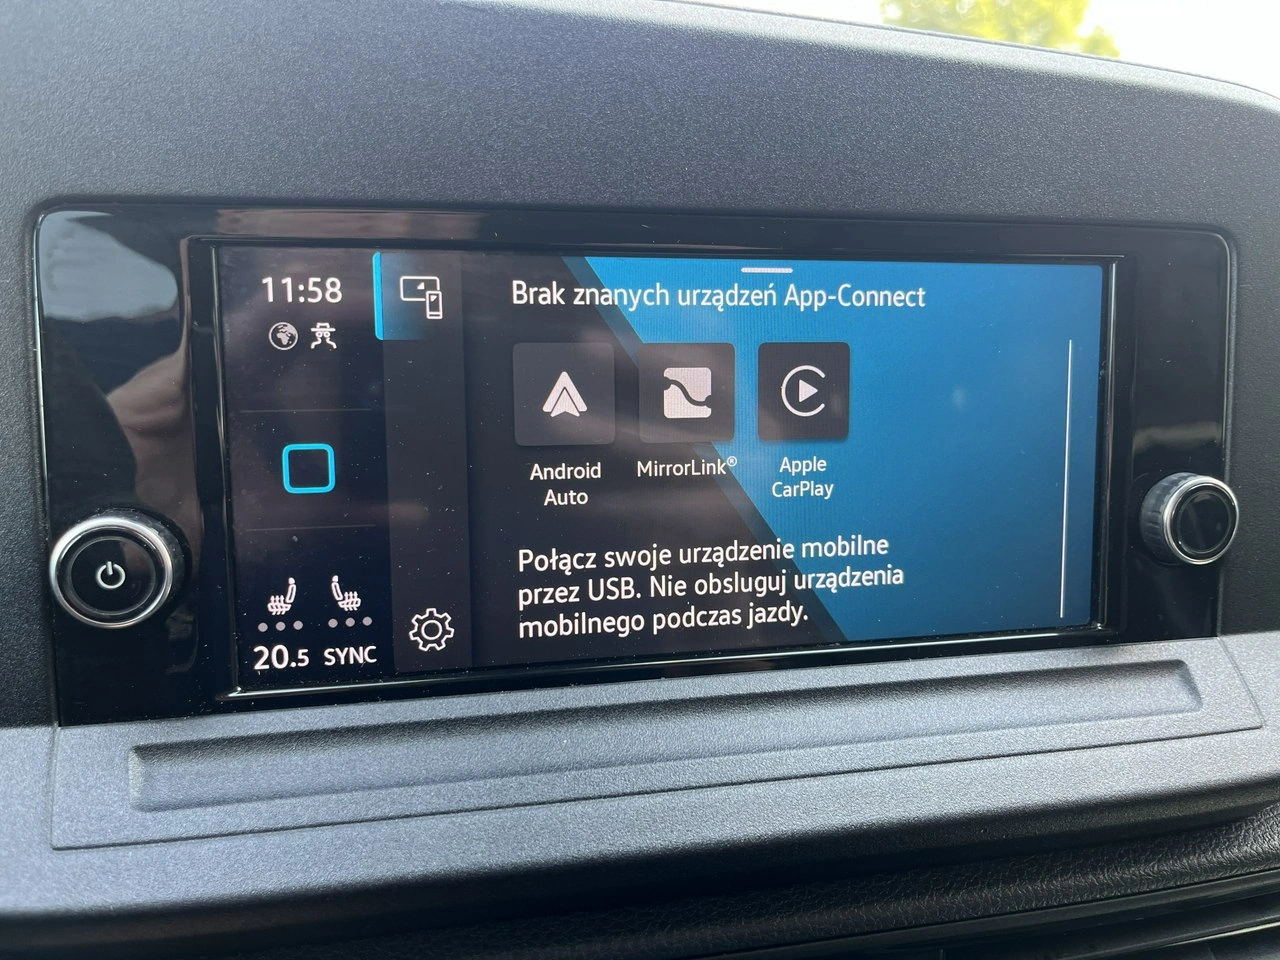 11:58
Brak znanych urządzeń App-Connect
Android
Auto
MirrorLink®
Apple
CarPlay
Połącz swoje urządzenie mobilne
przez USB. Nie obsluguj urządzenia
mobilnego podczas jazdy.
20.5 SYNC